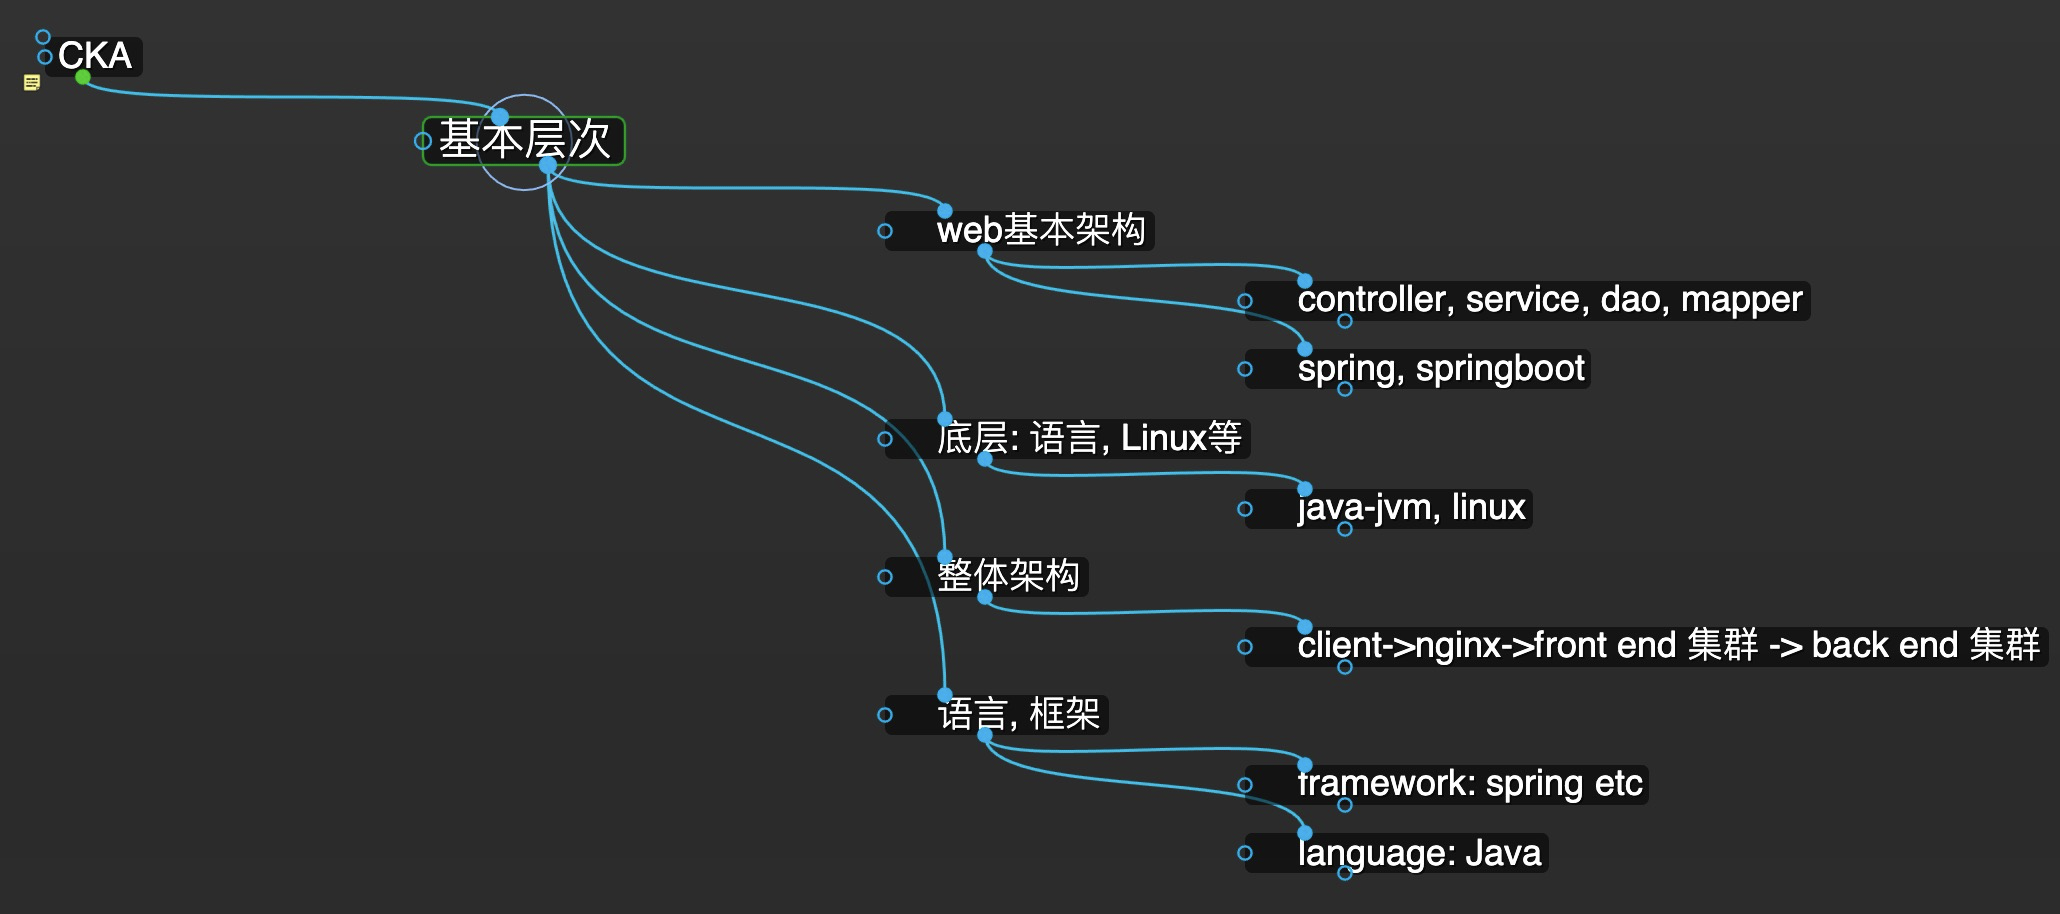 CKA
基本层次
web基本架构
controller, service, dao, mapper
spring, springboot
底层: 语言, Linux等
java-jvm, linux
整体架构
client->nginx->front end 集群 -> back end 集群
语言, 框架
framework: spring etc
language: Java